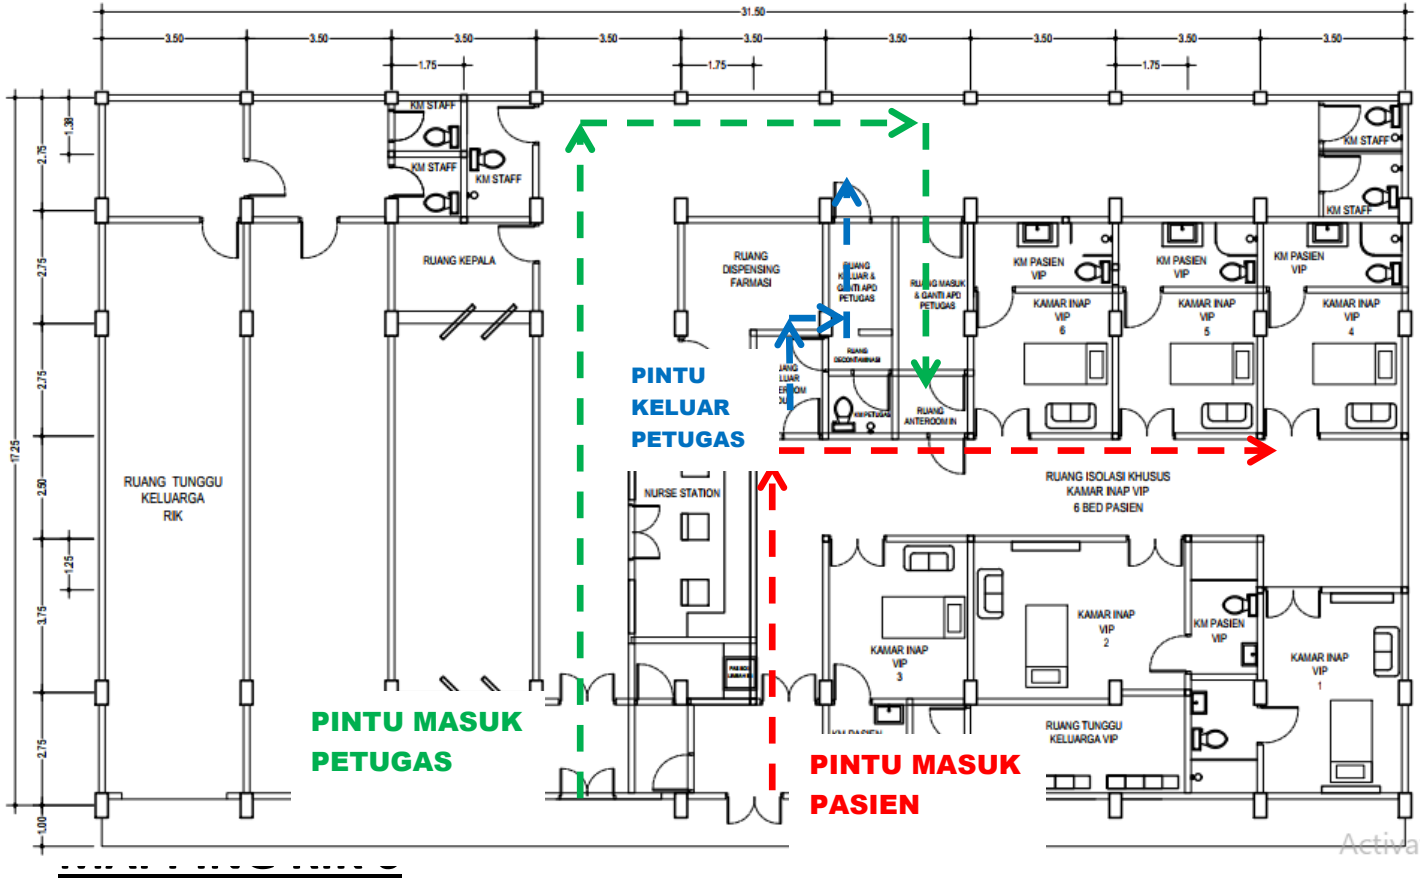 31.50
3.50
3.50
3.50
3.50
3.50
3.50
3.50
3.50
1.75
1.75
1.75
17.25
2.75
1.38
2.75
2.75
2.50
1.25
3.75
2.75
1.00
KM STAFF
KM STAFF
KM STAFF
KM STAFF
KM STAFF
RUANG KEPALA
RUANG
DISPENSING
FARMASI
RUANG
KELUAR &
GANTI APD
PETUGAS
RUANG MASUK
& GANTI APD
PETUGAS
KM PASIEN
VIP
KM PASIEN
VIP
KM PASIEN
VIP
KAMAR INAP
VIP
6
KAMAR INAP
VIP
5
KAMAR INAP
VIP
4
RUANG
DECONTAMINASI
KM PETUGAS
RUANG
ANTEROOM IN
PINTU
KELUAR
PETUGAS
RUANG TUNGGU
KELUARGA
RIK
NURSE STATION
RUANG ISOLASI KHUSUS
KAMAR INAP VIP
6 BED PASIEN
KAMAR INAP
VIP
3
KAMAR INAP
VIP
2
KM PASIEN
VIP
KAMAR INAP
VIP
1
RUANG TUNGGU
KELUARGA VIP
PINTU MASUK
PETUGAS
PINTU MASUK
PASIEN
Activa